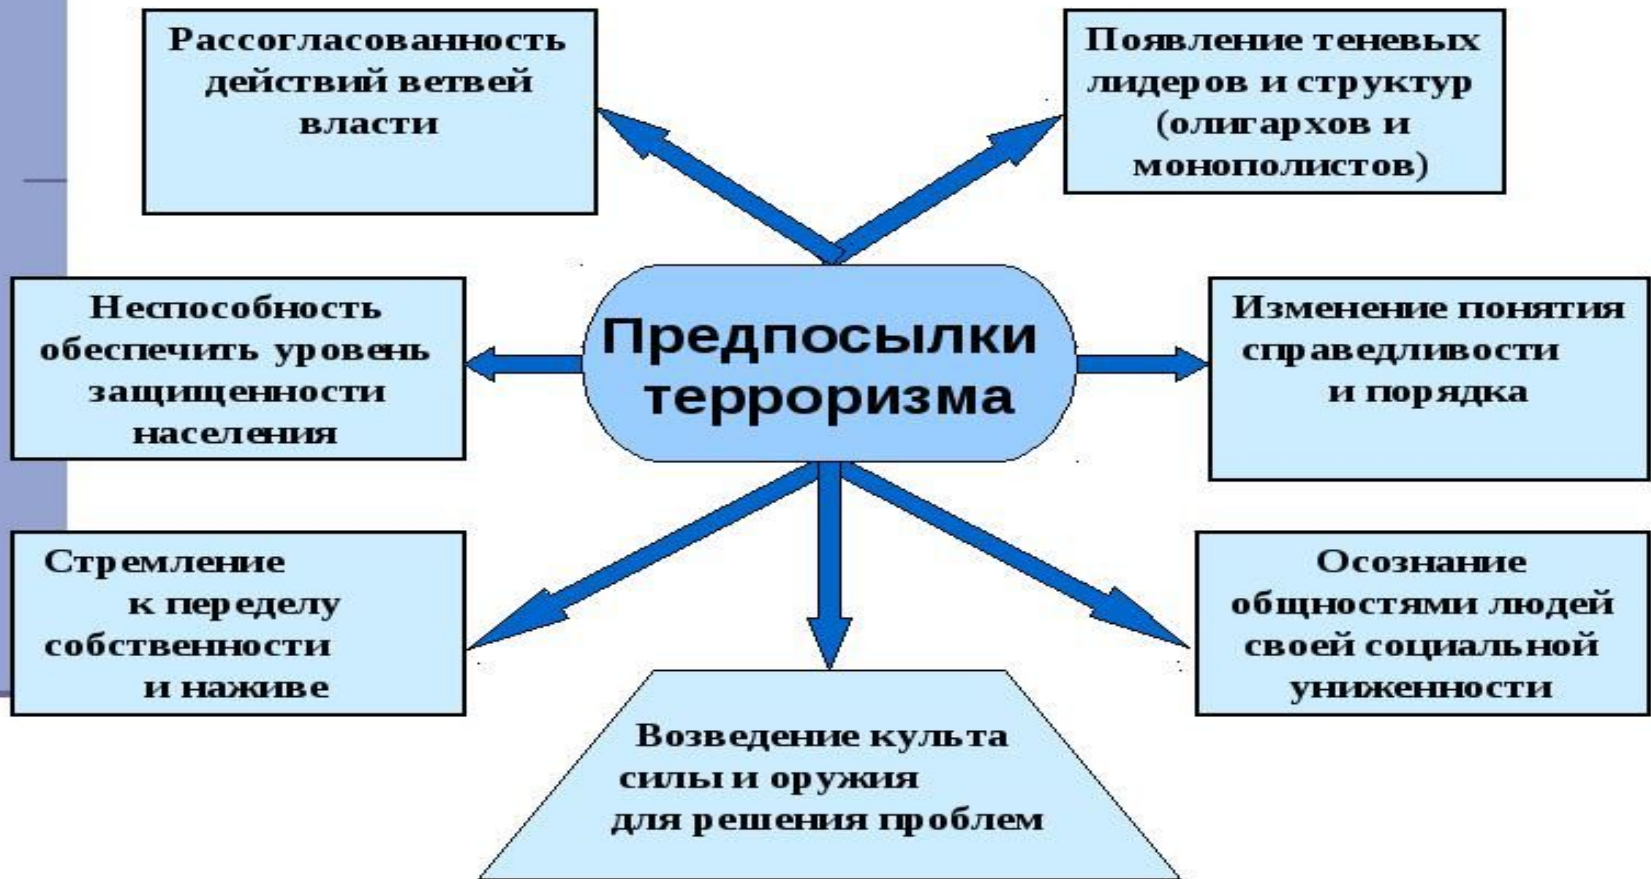 Рассогласованность
действий ветвей
власти
Появление теневых
лидеров и структур
(олигархов и
монополистов)
Неспособность
обеспечить уровень
защищенности
населения
Предпосылки
терроризма
Изменение понятия
справедливости
и порядка
Стремление
к переделу
собственности
и наживе
Возведение культа
силы и оружия
для решения проблем
Осознание
общностями людей
своей социальной
униженности